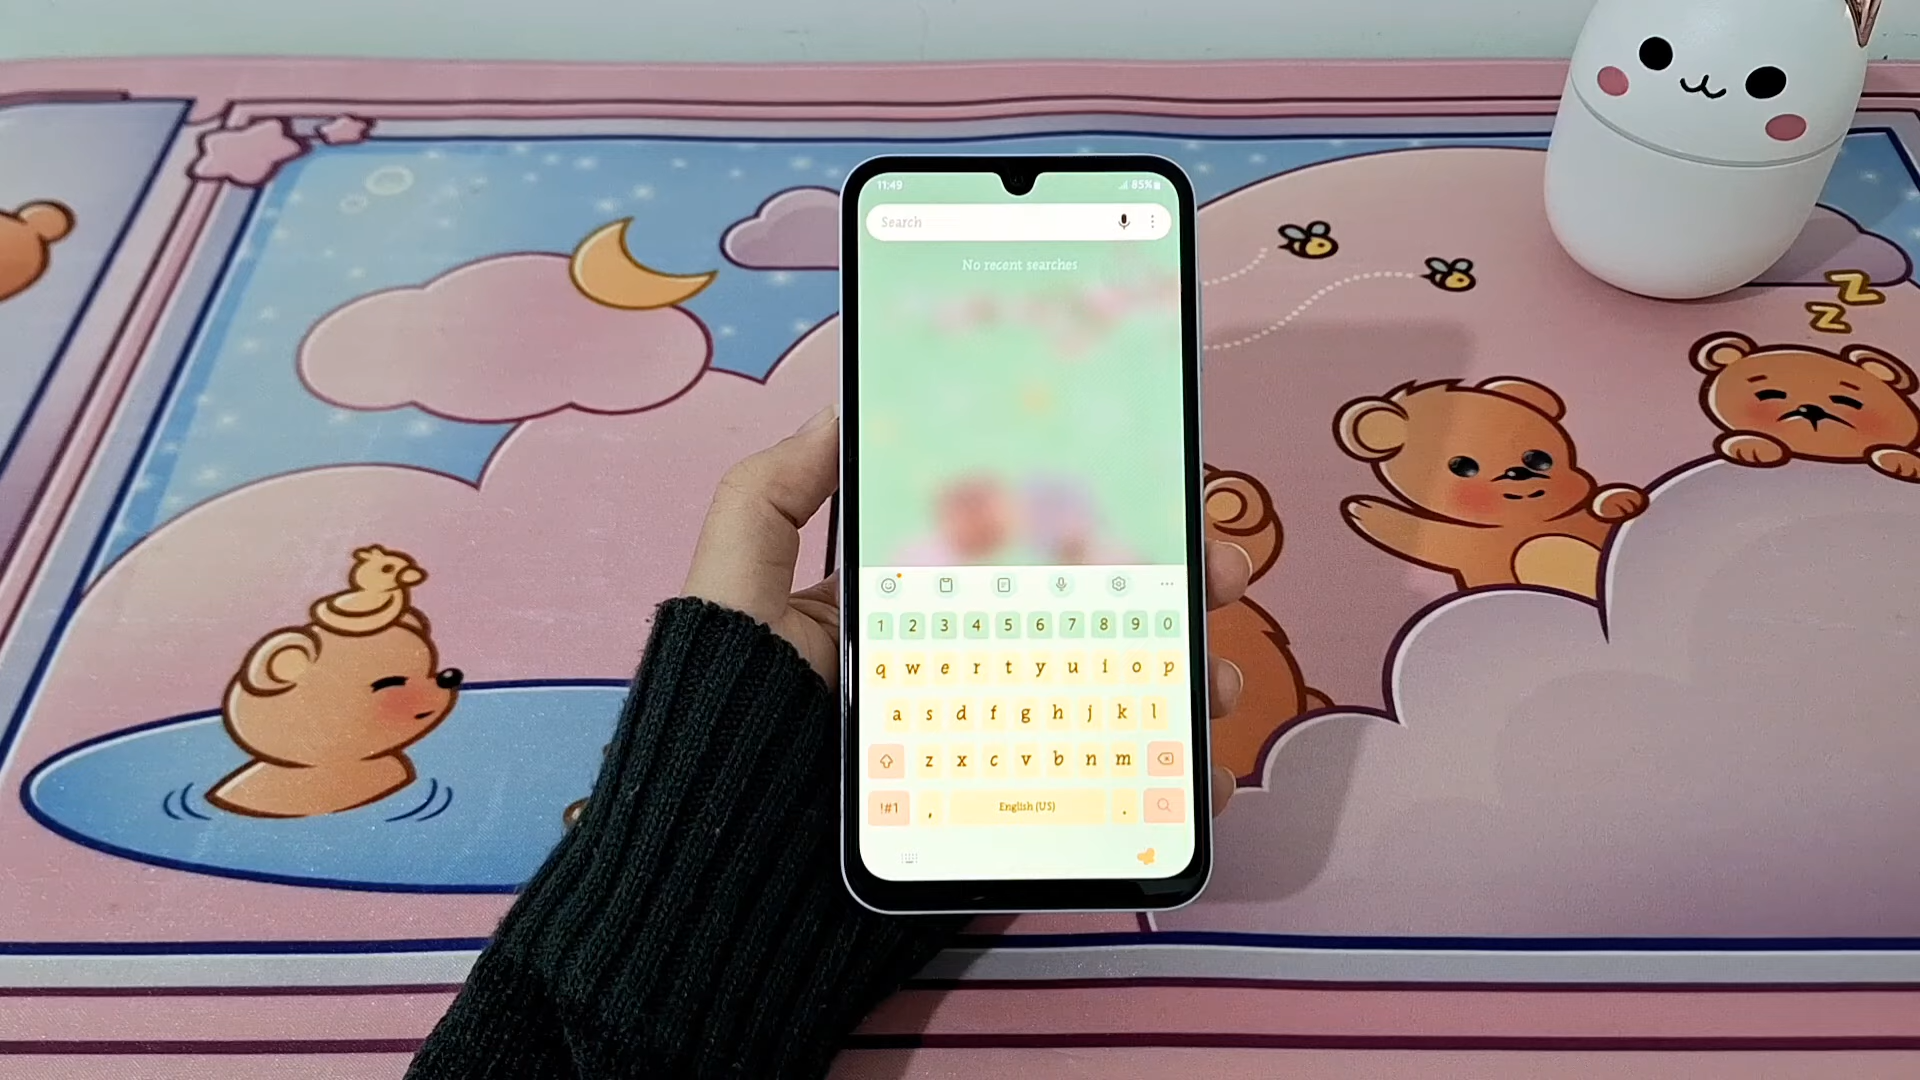 11:49 85%
Search
No recent searches
1 2 3 4 5 6 7 8 9 0
q w e r t y u i o p
a s d f g h j k l
z x c v b n m
!#1 , English (US) .
z
z